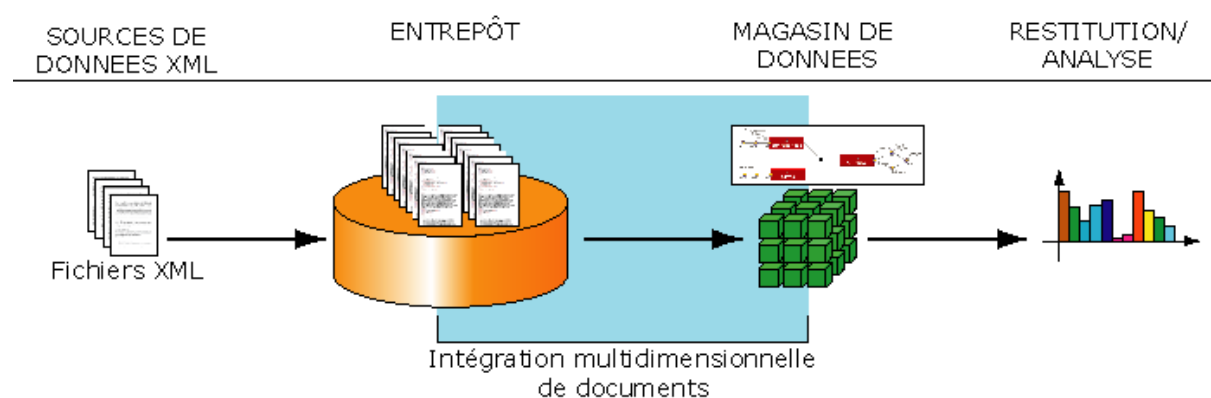 SOURCES DE
DONNEES XML
ENTREPÔT
MAGASIN DE
DONNEES
RESTITUTION/
ANALYSE
Fichiers XML
Intégration multidimensionnelle
de documents